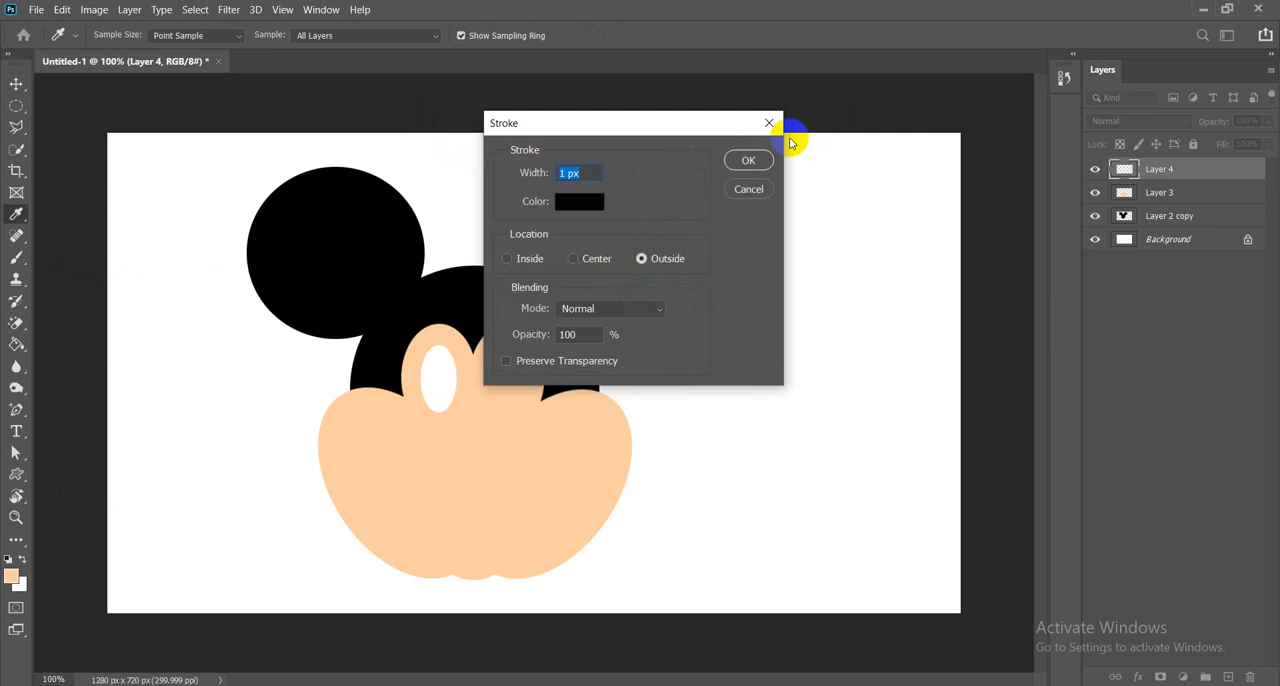 Ps File Edit Image Layer Type Select Filter 3D View Window Help
Sample Size: Point Sample Sample: All Layers Show Sampling Ring
Untitled-1 @ 100% (Layer 4, RGB/8#) * ×
Layers
Kind
Normal Opacity: 100%
Lock: Fill: 100%
Layer 4
Layer 3
Layer 2 copy
Background
Stroke
Stroke
Width: 1 px
Color:
OK
Cancel
Location
Inside Center Outside
Blending
Mode: Normal
Opacity: 100 %
Preserve Transparency
T
Activate Windows
Go to Settings to activate Windows.
100% 1280 px x 720 px (299.999 ppi)
fx